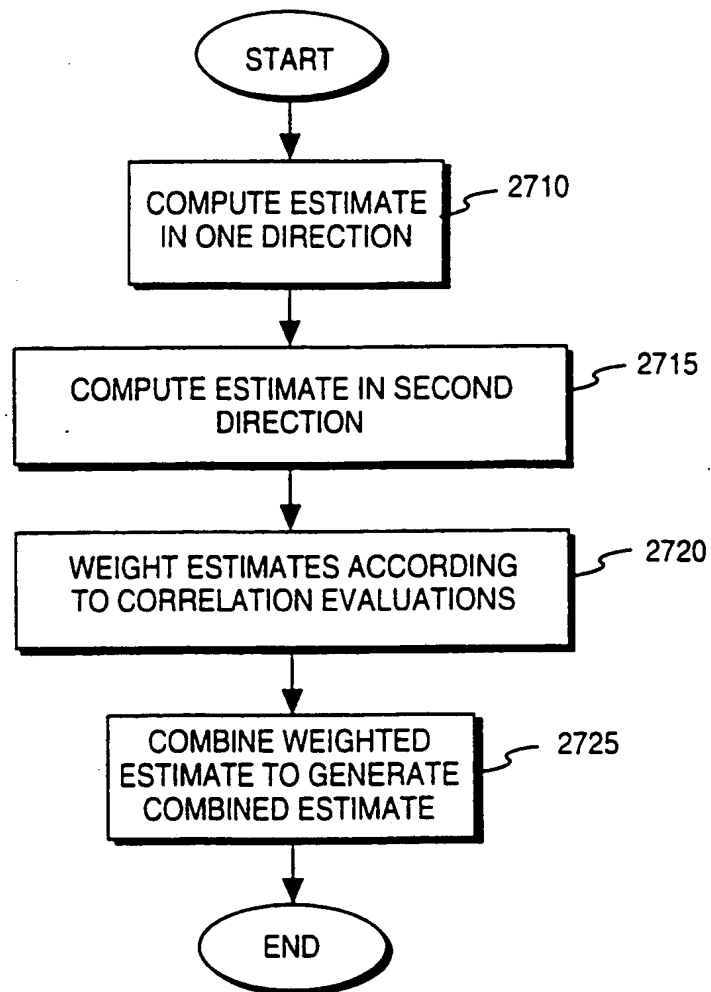 START
COMPUTE ESTIMATE
IN ONE DIRECTION
2710
COMPUTE ESTIMATE IN SECOND
DIRECTION
2715
WEIGHT ESTIMATES ACCORDING
TO CORRELATION EVALUATIONS
2720
COMBINE WEIGHTED
ESTIMATE TO GENERATE
COMBINED ESTIMATE
2725
END